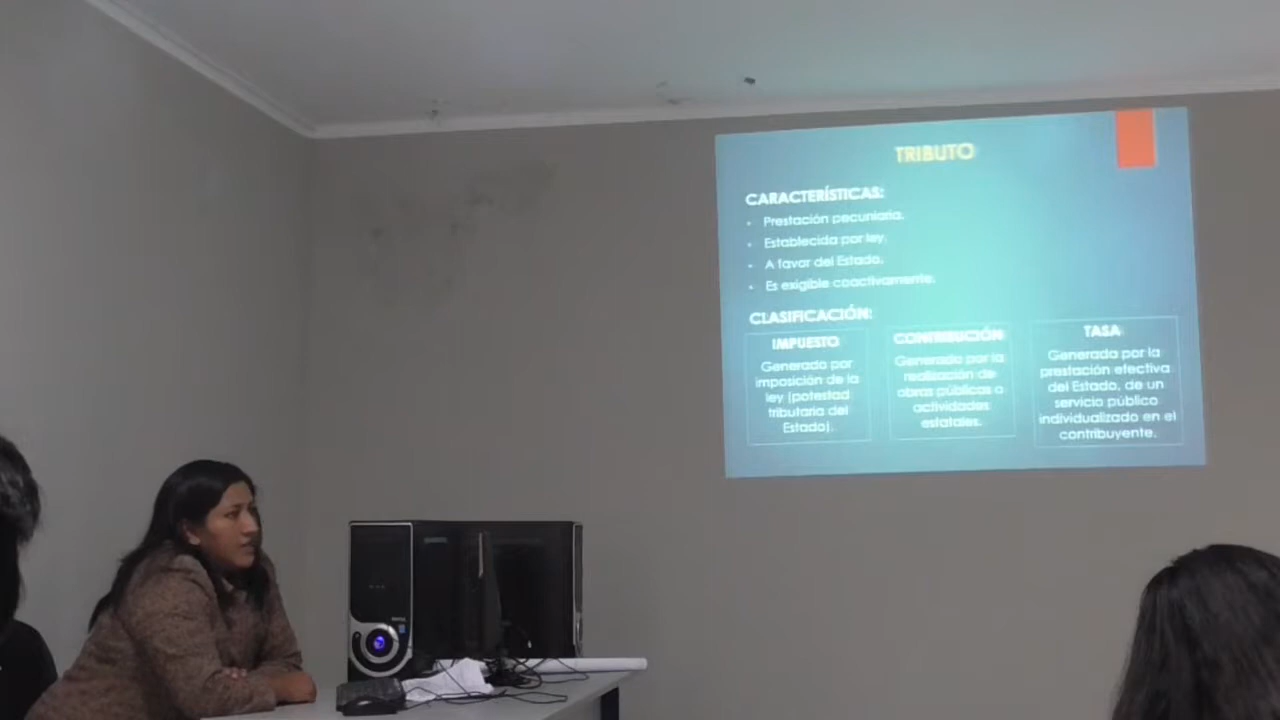 TRIBUTO
CARACTERÍSTICAS:
• Prestación pecuniaria.
• Establecida por ley.
• A favor del Estado.
• Es exigible coactivamente.
CLASIFICACIÓN:
IMPUESTO
Generado por
imposición de la
ley (potestad
tributaria del
Estado).
CONTRIBUCIÓN
Generado por la
realización de
obras públicas o
actividades
estatales.
TASA
Generada por la
prestación efectiva
del Estado, de un
servicio público
individualizado en el
contribuyente.